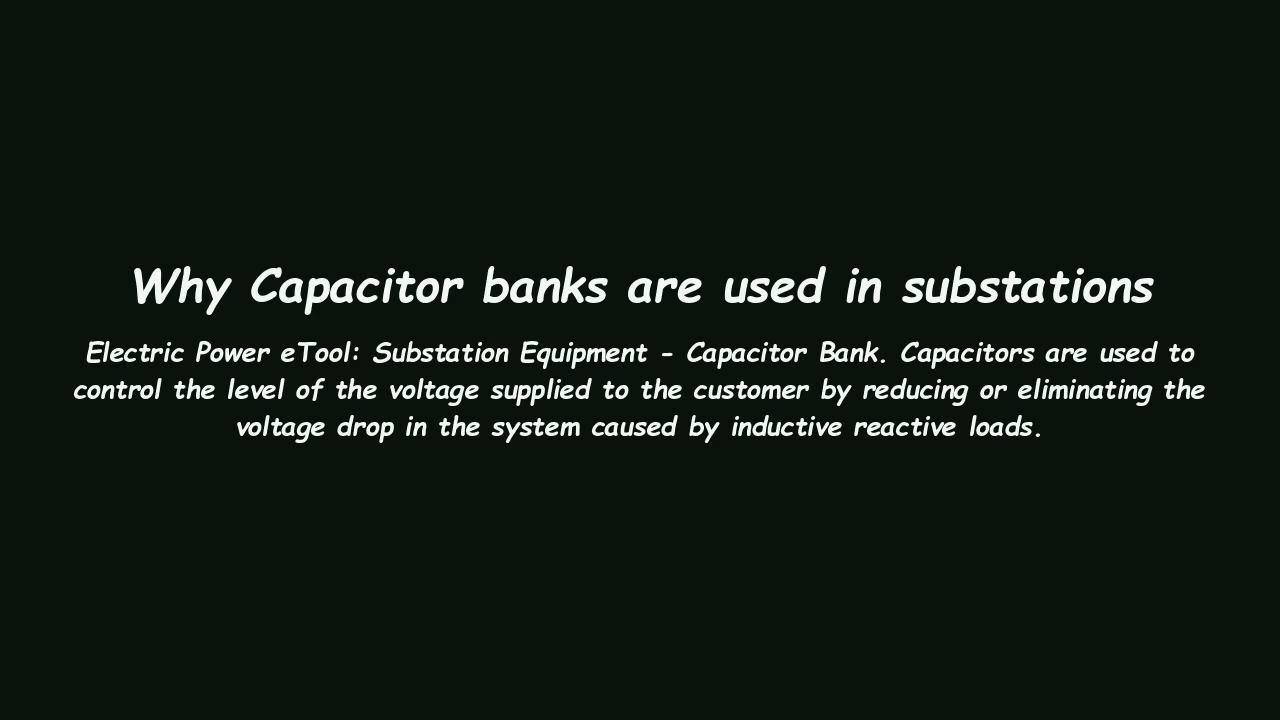 Why Capacitor banks are used in substations
Electric Power eTool: Substation Equipment - Capacitor Bank. Capacitors are used to
control the level of the voltage supplied to the customer by reducing or eliminating the
voltage drop in the system caused by inductive reactive loads.